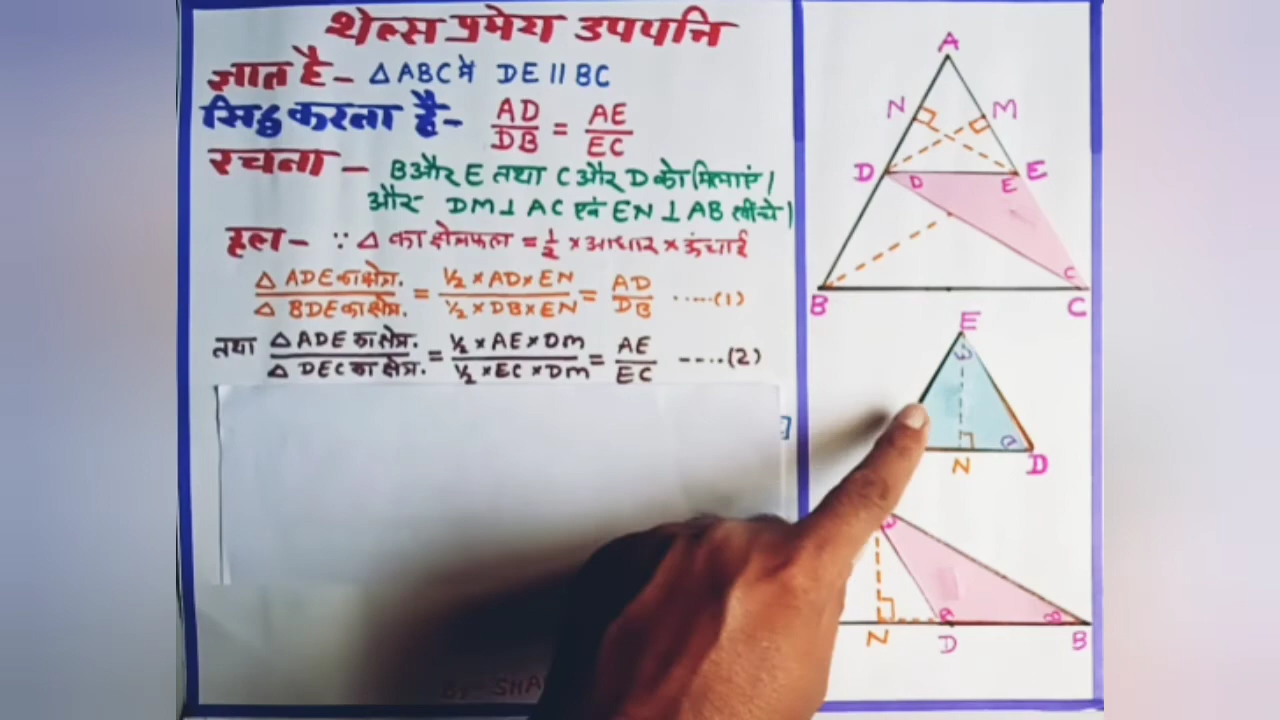 थेल्स प्रमेय उपपत्ति
ज्ञात है- △ABC में DE || BC
सिद्ध करता है- AD/DB = AE/EC
रचना - B और E तथा C और D को मिलाएं।
और DM ⊥ AC एवं EN ⊥ AB खींचे।
हल- ∵ △ का क्षेत्रफल = 1/2 × आधार × ऊंचाई
△ ADE का क्षेत्र. / △ BDE का क्षेत्र. = 1/2 × AD × EN / 1/2 × DB × EN = AD/DB .....(1)
तथा △ ADE का क्षेत्र. / △ DEC का क्षेत्र. = 1/2 × AE × DM / 1/2 × EC × DM = AE/EC ----..(2)
A
N M
D D E E
C
B C
E
N D
N D B